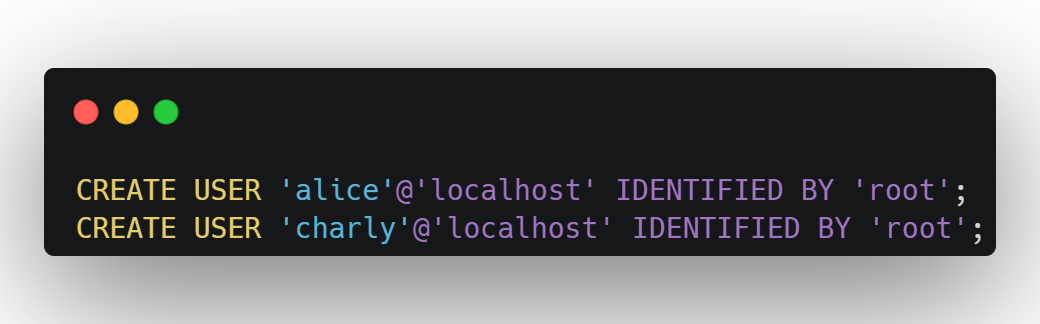 CREATE USER 'alice'@'localhost' IDENTIFIED BY 'root';
CREATE USER 'charly'@'localhost' IDENTIFIED BY 'root';